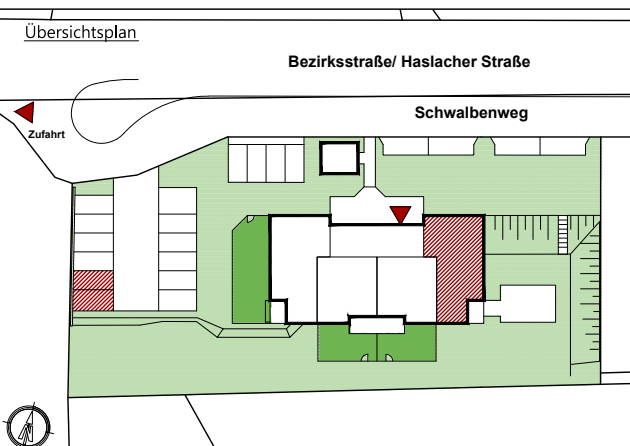 Übersichtsplan
Bezirksstraße/ Haslacher Straße
Schwalbenweg
Zufahrt